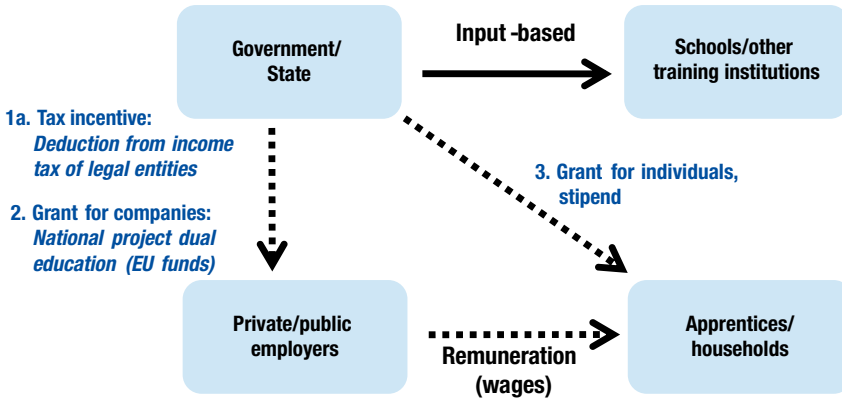 Government/
State
Input -based
Schools/other
training institutions
1a. Tax incentive:
Deduction from income
tax of legal entities
2. Grant for companies:
National project dual
education (EU funds)
3. Grant for individuals,
stipend
Private/public
employers
Remuneration
(wages)
Apprentices/
households